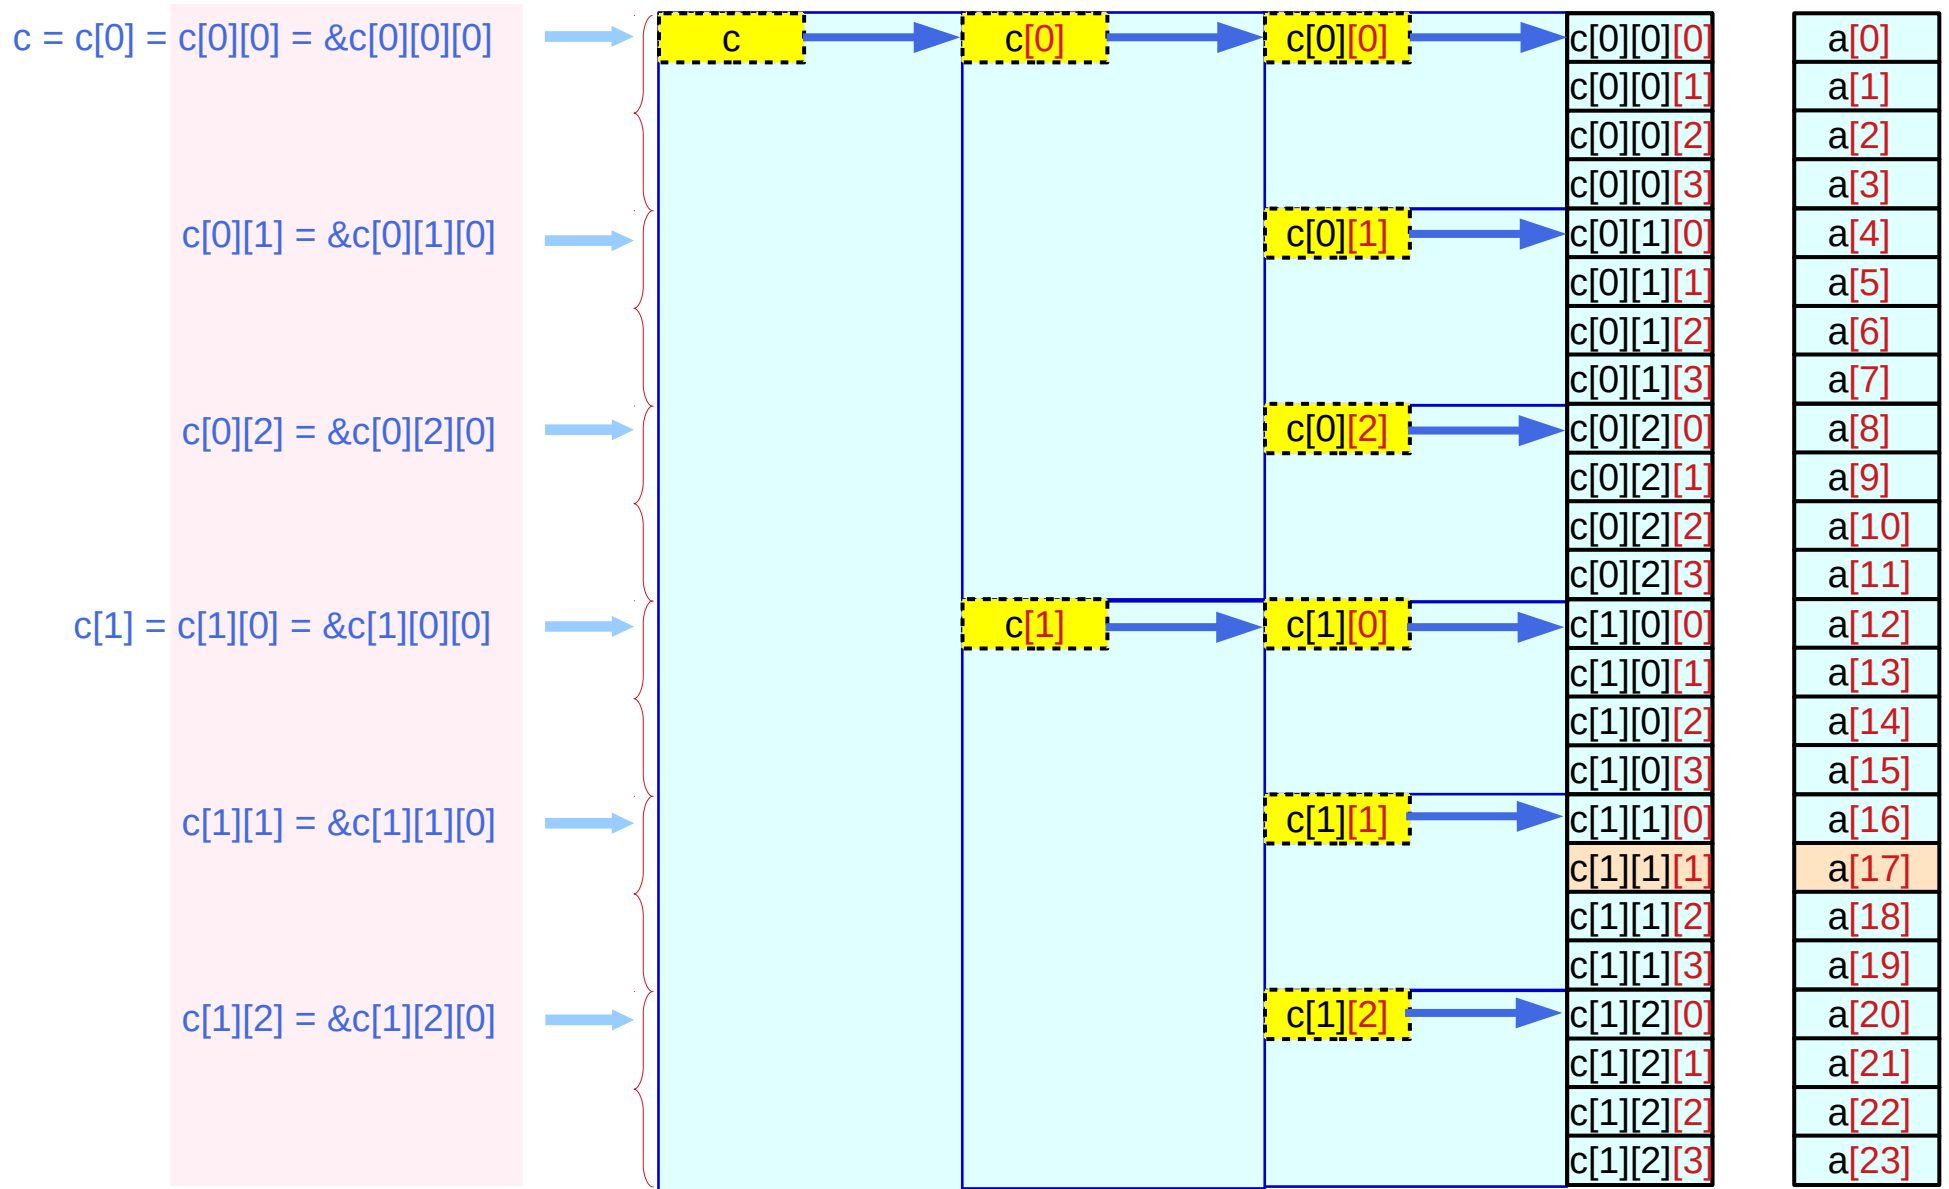 c = c[0] = c[0][0] = &c[0][0][0] c c[0] c[0][0] c[0][0][0] a[0]
c[0][0][1] a[1]
c[0][0][2] a[2]
c[0][0][3] a[3]
c[0][1] = &c[0][1][0] c[0][1] c[0][1][0] a[4]
c[0][1][1] a[5]
c[0][1][2] a[6]
c[0][1][3] a[7]
c[0][2] = &c[0][2][0] c[0][2] c[0][2][0] a[8]
c[0][2][1] a[9]
c[0][2][2] a[10]
c[0][2][3] a[11]
c[1] = c[1][0] = &c[1][0][0] c[1] c[1][0] c[1][0][0] a[12]
c[1][0][1] a[13]
c[1][0][2] a[14]
c[1][0][3] a[15]
c[1][1] = &c[1][1][0] c[1][1] c[1][1][0] a[16]
c[1][1][1] a[17]
c[1][1][2] a[18]
c[1][1][3] a[19]
c[1][2] = &c[1][2][0] c[1][2] c[1][2][0] a[20]
c[1][2][1] a[21]
c[1][2][2] a[22]
c[1][2][3] a[23]